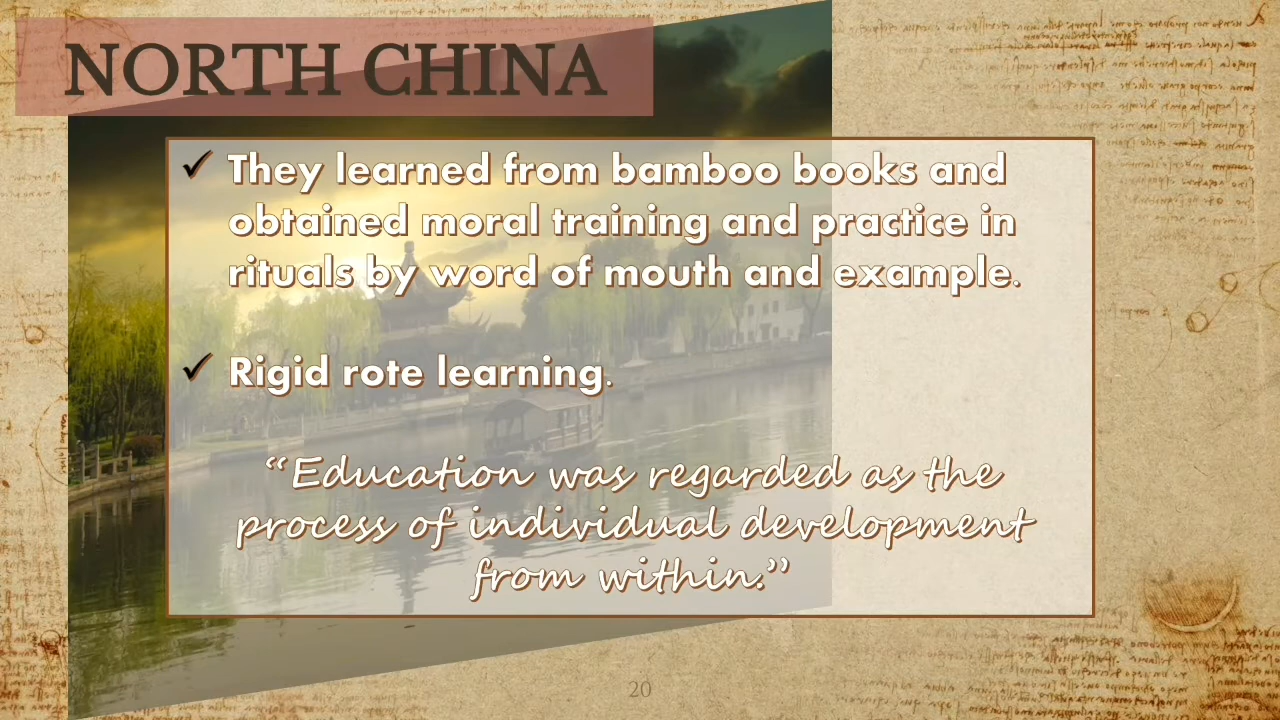 NORTH CHINA
✓ They learned from bamboo books and
obtained moral training and practice in
rituals by word of mouth and example.
✓ Rigid rote learning.
“Education was regarded as the
process of individual development
from within.”
20